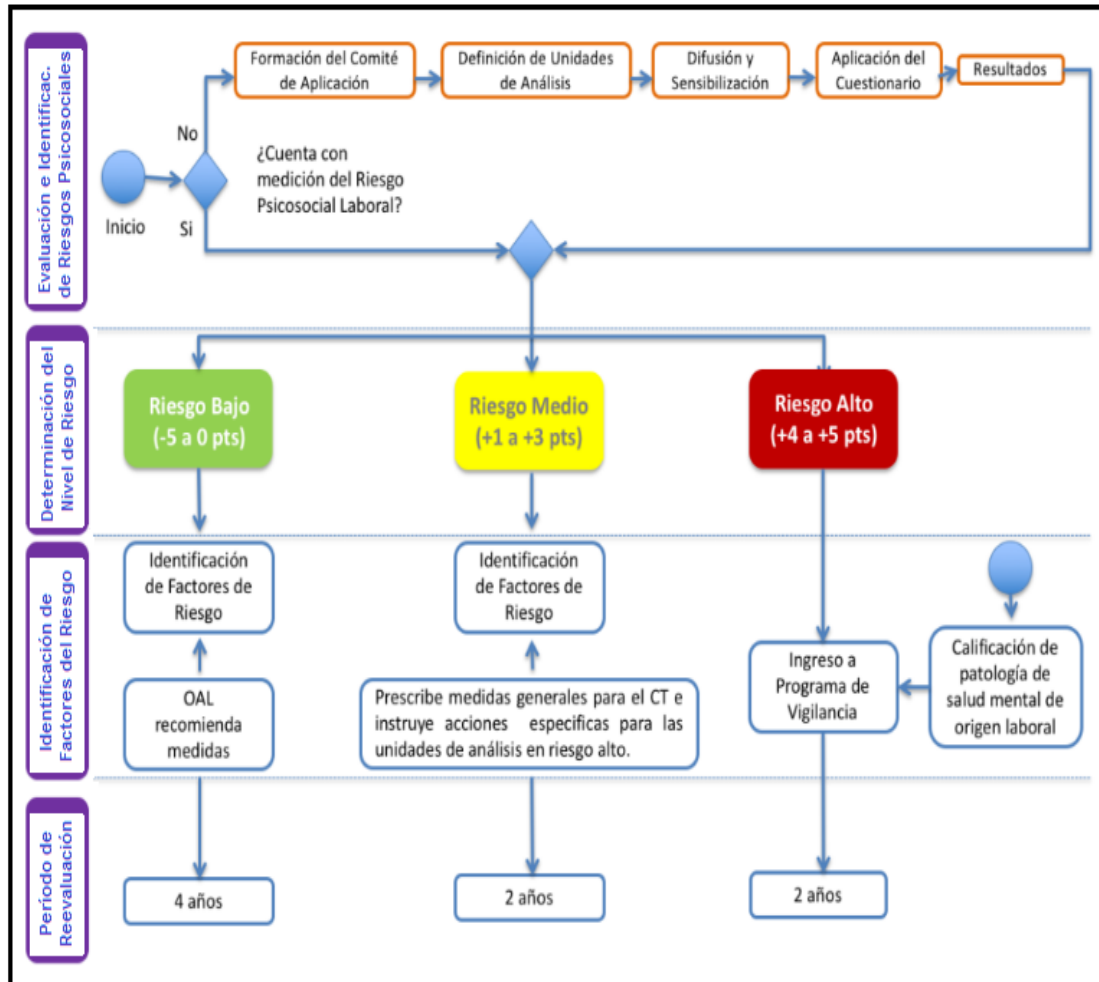 Evaluación e Identificac.
de Riesgos Psicosociales
Formación del Comité
de Aplicación
Definición de Unidades
de Análisis
Difusión y
Sensibilización
Aplicación del
Cuestionario
Resultados
No
¿Cuenta con
medición del Riesgo
Psicosocial Laboral?
Inicio
Si
Determinación del
Nivel de Riesgo
Riesgo Bajo
(-5 a 0 pts)
Riesgo Medio
(+1 a +3 pts)
Riesgo Alto
(+4 a +5 pts)
Identificación de
Factores del Riesgo
Identificación
de Factores de
Riesgo
Identificación
de Factores de
Riesgo
OAL
recomienda
medidas
Prescribe medidas generales para el CT e
instruye acciones específicas para las
unidades de análisis en riesgo alto.
Ingreso a
Programa de
Vigilancia
Calificación de
patología de
salud mental de
origen laboral
Período de
Reevaluación
4 años
2 años
2 años